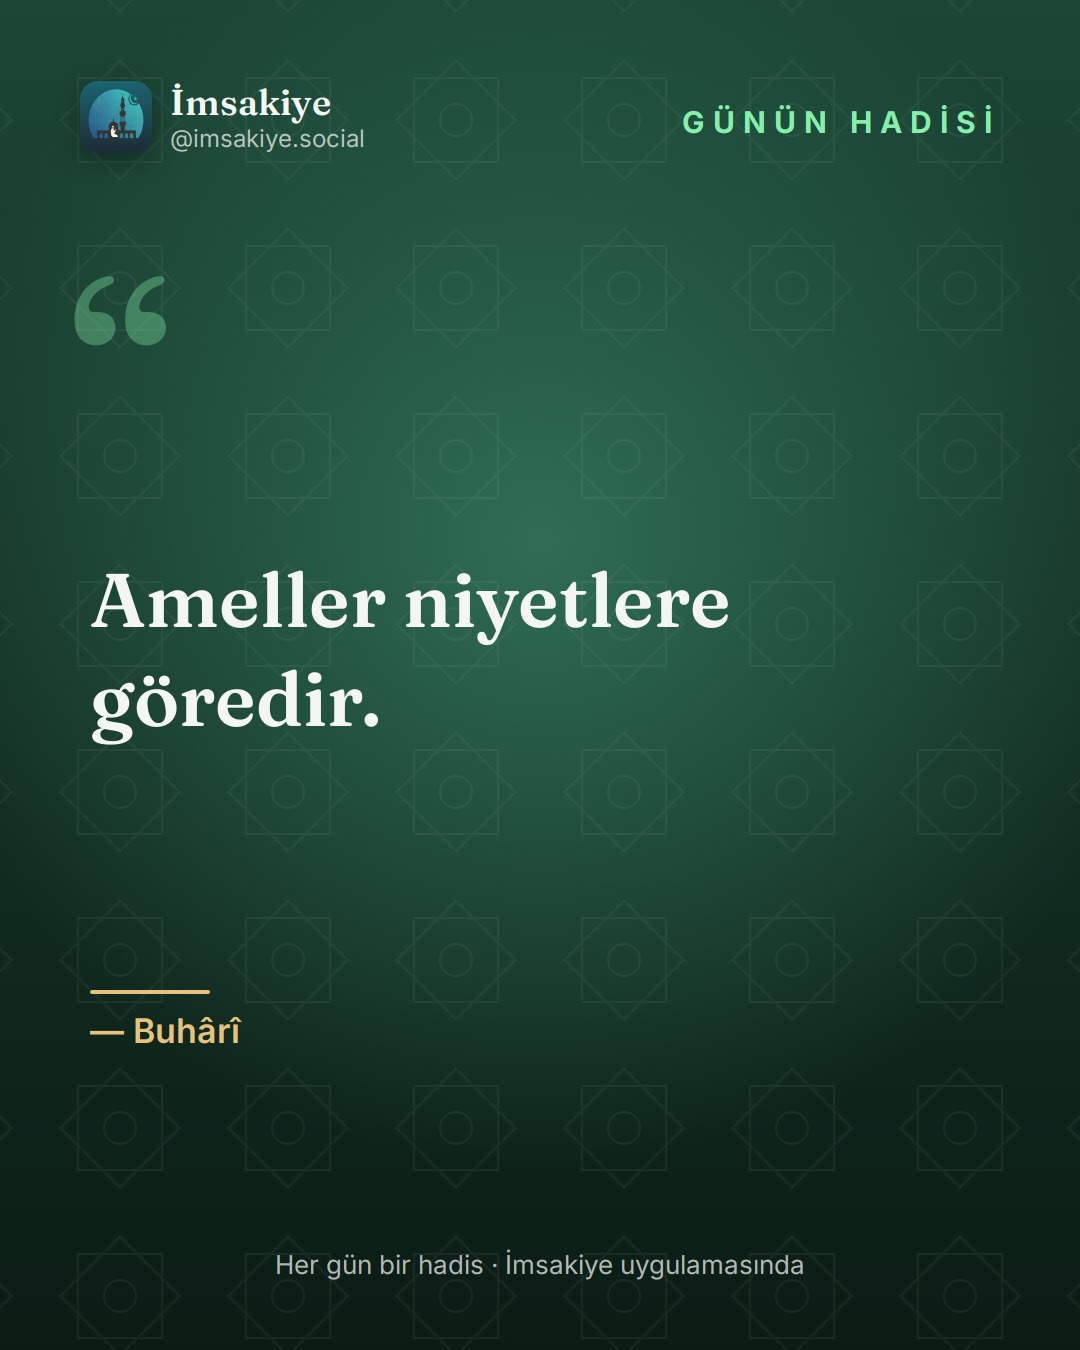 İmsakiye
@imsakiye.social
GÜNÜN HADİSİ
“
Ameller niyetlere
göredir.
— Buhârî
Her gün bir hadis · İmsakiye uygulamasında